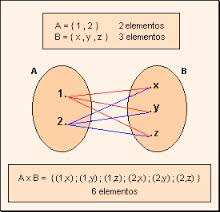 A = { 1 , 2 } 2 elementos
B = { x , y , z } 3 elementos
A B
1 x
y
2
z
A x B = { (1,x) ; (1,y) ; (1,z) ; (2,x) ; (2,y) ; (2,z) }
6 elementos